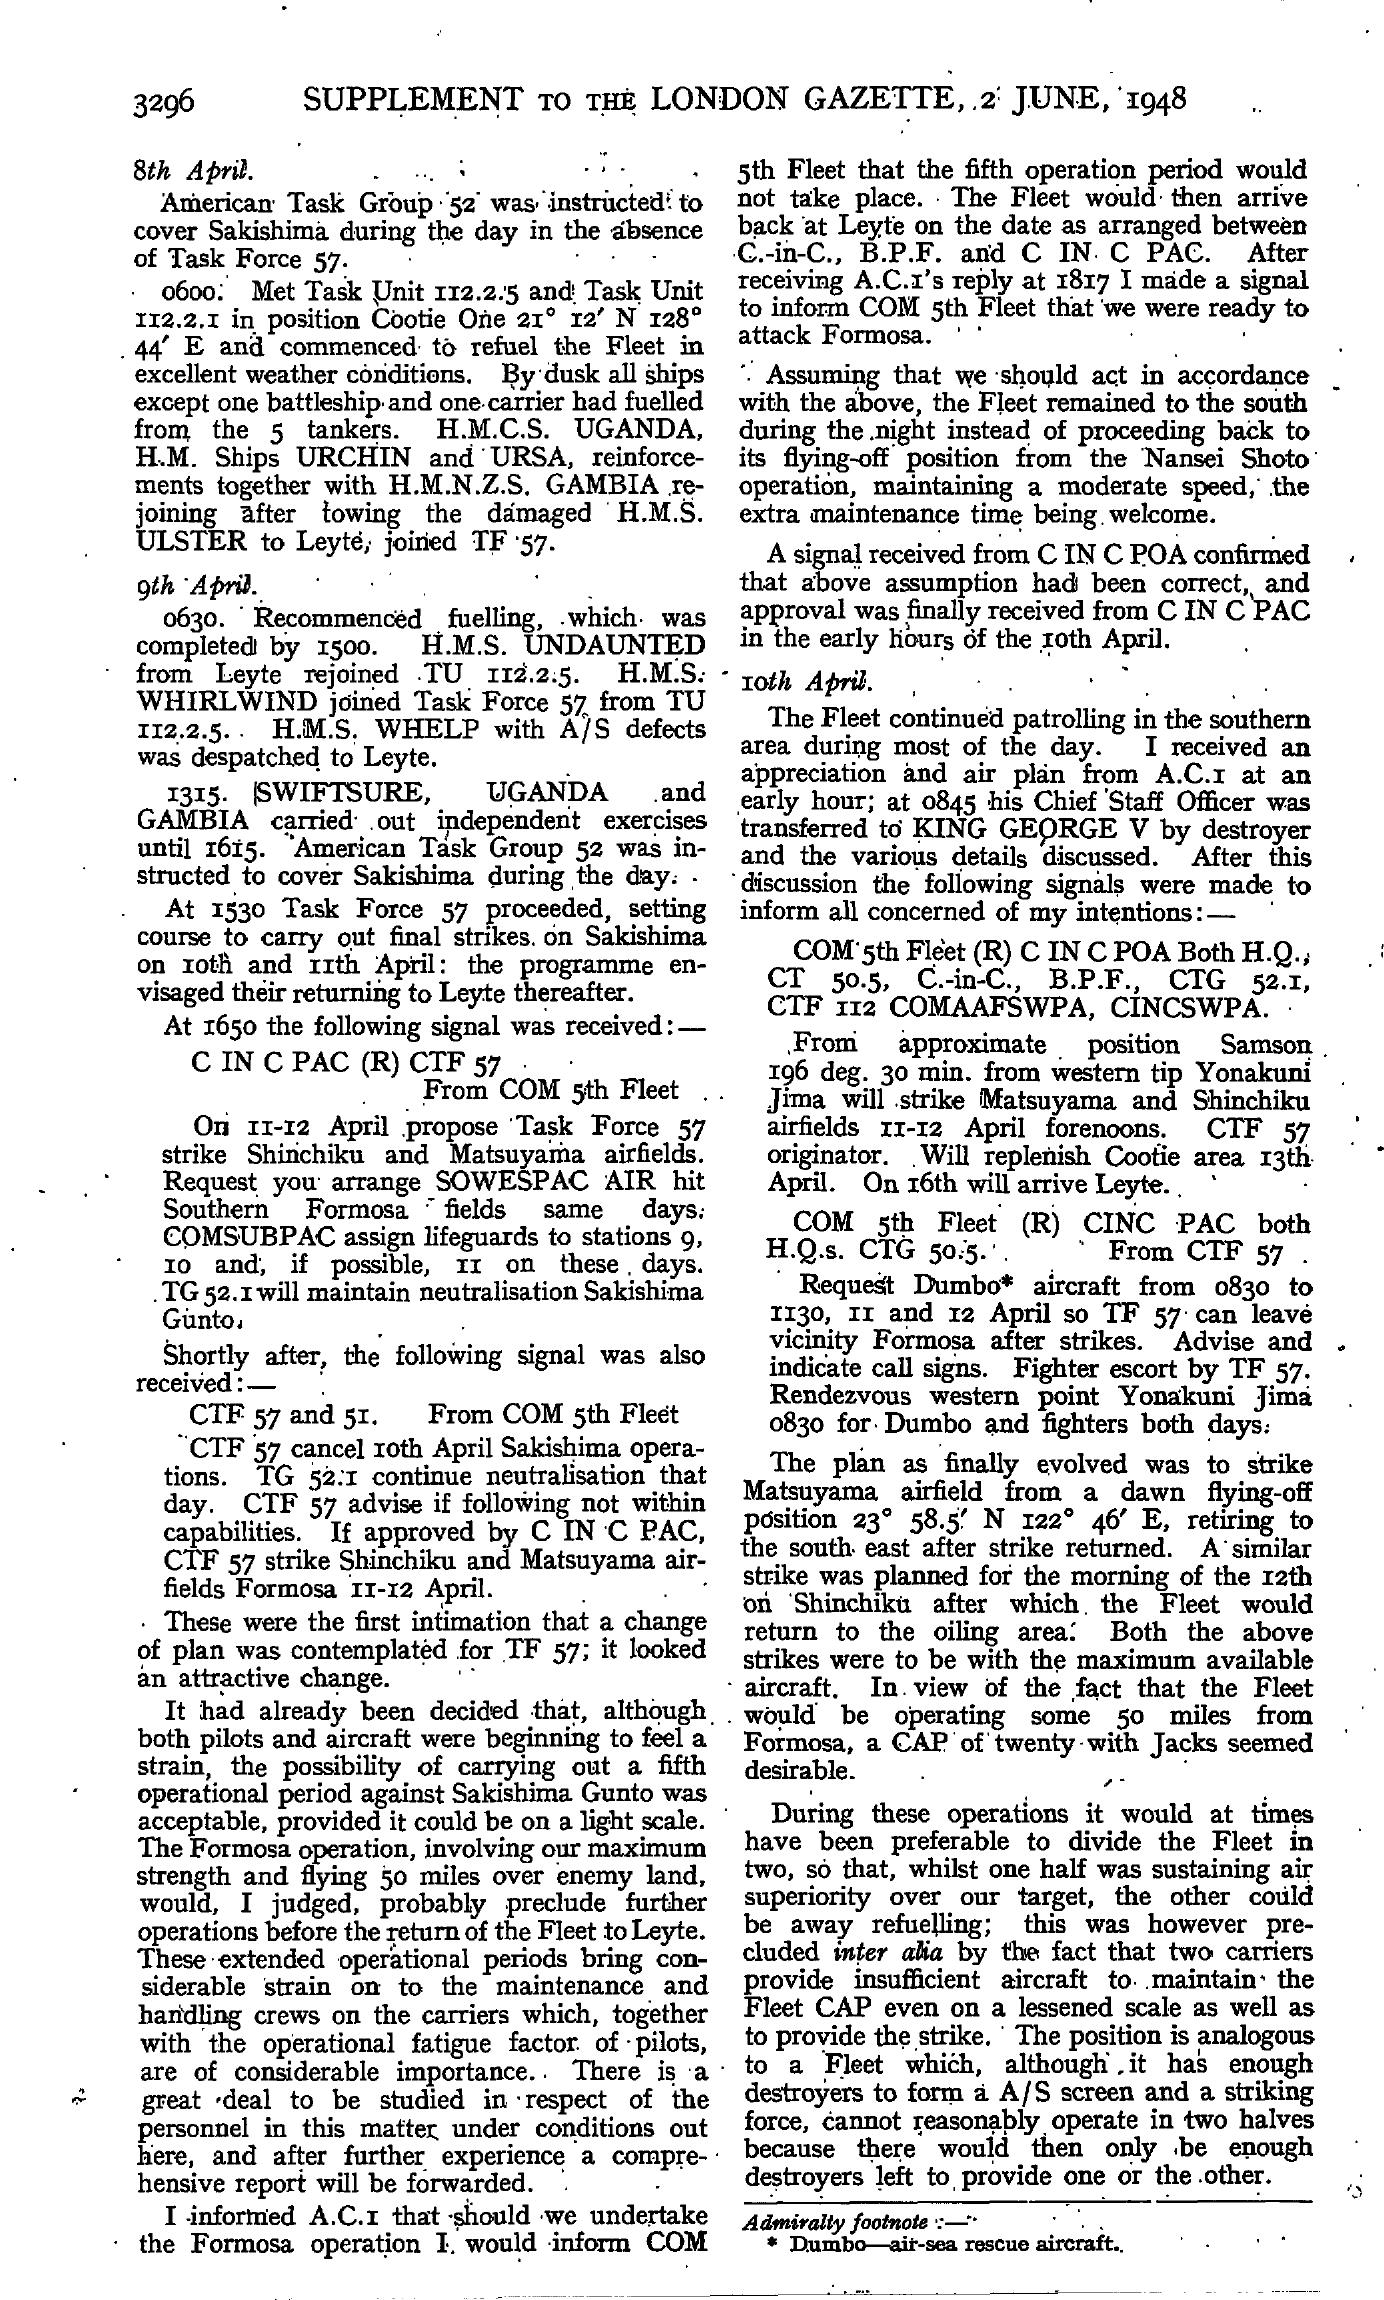 3296 SUPPLEMENT TO THE LONDON GAZETTE, 2 JUNE, 1948
8th April.
American Task Group 52 was instructed to
cover Sakishima during the day in the absence
of Task Force 57.
0600. Met Task Unit 112.2.5 and Task Unit
112.2.1 in position Cootie One 21° 12′ N 128°
44′ E and commenced to refuel the Fleet in
excellent weather conditions. By dusk all ships
except one battleship and one carrier had fuelled
from the 5 tankers. H.M.C.S. UGANDA,
H.M. Ships URCHIN and URSA, reinforce-
ments together with H.M.N.Z.S. GAMBIA re-
joining after towing the damaged H.M.S.
ULSTER to Leyte, joined TF 57.
9th April.
0630. Recommenced fuelling, which was
completed by 1500. H.M.S. UNDAUNTED
from Leyte rejoined TU 112.2.5. H.M.S.
WHIRLWIND joined Task Force 57 from TU
112.2.5. H.M.S. WHELP with A/S defects
was despatched to Leyte.
1315. SWIFTSURE, UGANDA and
GAMBIA carried out independent exercises
until 1615. American Task Group 52 was in-
structed to cover Sakishima during the day.
At 1530 Task Force 57 proceeded, setting
course to carry out final strikes on Sakishima
on 10th and 11th April: the programme en-
visaged their returning to Leyte thereafter.
At 1650 the following signal was received:—
C IN C PAC (R) CTF 57
From COM 5th Fleet
On 11-12 April propose Task Force 57
strike Shinchiku and Matsuyama airfields.
Request you arrange SOWESPAC AIR hit
Southern Formosa fields same days.
COMSUBPAC assign lifeguards to stations 9,
10 and, if possible, 11 on these days.
TG 52.1 will maintain neutralisation Sakishima
Gunto.
Shortly after, the following signal was also
received:—
CTF 57 and 51. From COM 5th Fleet
CTF 57 cancel 10th April Sakishima opera-
tions. TG 52.1 continue neutralisation that
day. CTF 57 advise if following not within
capabilities. If approved by C IN C PAC,
CTF 57 strike Shinchiku and Matsuyama air-
fields Formosa 11-12 April.
These were the first intimation that a change
of plan was contemplated for TF 57; it looked
an attractive change.
It had already been decided that, although
both pilots and aircraft were beginning to feel a
strain, the possibility of carrying out a fifth
operational period against Sakishima Gunto was
acceptable, provided it could be on a light scale.
The Formosa operation, involving our maximum
strength and flying 50 miles over enemy land,
would, I judged, probably preclude further
operations before the return of the Fleet to Leyte.
These extended operational periods bring con-
siderable strain on to the maintenance and
handling crews on the carriers which, together
with the operational fatigue factor of pilots,
are of considerable importance. There is a
great deal to be studied in respect of the
personnel in this matter under conditions out
here, and after further experience a compre-
hensive report will be forwarded.
I informed A.C.1 that should we undertake
the Formosa operation I would inform COM
5th Fleet that the fifth operation period would
not take place. The Fleet would then arrive
back at Leyte on the date as arranged between
C.-in-C., B.P.F. and C IN C PAC. After
receiving A.C.1's reply at 1817 I made a signal
to inform COM 5th Fleet that we were ready to
attack Formosa.
Assuming that we should act in accordance
with the above, the Fleet remained to the south
during the night instead of proceeding back to
its flying-off position from the Nansei Shoto
operation, maintaining a moderate speed, the
extra maintenance time being welcome.
A signal received from C IN C POA confirmed
that above assumption had been correct, and
approval was finally received from C IN C PAC
in the early hours of the 10th April.
10th April.
The Fleet continued patrolling in the southern
area during most of the day. I received an
appreciation and air plan from A.C.1 at an
early hour; at 0845 his Chief Staff Officer was
transferred to KING GEORGE V by destroyer
and the various details discussed. After this
discussion the following signals were made to
inform all concerned of my intentions:—
COM 5th Fleet (R) C IN C POA Both H.Q.,
CT 50.5, C.-in-C., B.P.F., CTG 52.1,
CTF 112 COMAAFSWPA, CINCSWPA.
From approximate position Samson
196 deg. 30 min. from western tip Yonakuni
Jima will strike Matsuyama and Shinchiku
airfields 11-12 April forenoons. CTF 57
originator. Will replenish Cootie area 13th
April. On 16th will arrive Leyte.
COM 5th Fleet (R) CINC PAC both
H.Q.s. CTG 50.5. From CTF 57
Request Dumbo* aircraft from 0830 to
1130, 11 and 12 April so TF 57 can leave
vicinity Formosa after strikes. Advise and
indicate call signs. Fighter escort by TF 57.
Rendezvous western point Yonakuni Jima
0830 for Dumbo and fighters both days.
The plan as finally evolved was to strike
Matsuyama airfield from a dawn flying-off
position 23° 58.5′ N 122° 46′ E, retiring to
the south east after strike returned. A similar
strike was planned for the morning of the 12th
on Shinchiku after which the Fleet would
return to the oiling area. Both the above
strikes were to be with the maximum available
aircraft. In view of the fact that the Fleet
would be operating some 50 miles from
Formosa, a CAP of twenty with Jacks seemed
desirable.
During these operations it would at times
have been preferable to divide the Fleet in
two, so that, whilst one half was sustaining air
superiority over our target, the other could
be away refuelling; this was however pre-
cluded inter alia by the fact that two carriers
provide insufficient aircraft to maintain the
Fleet CAP even on a lessened scale as well as
to provide the strike. The position is analogous
to a Fleet which, although it has enough
destroyers to form a A/S screen and a striking
force, cannot reasonably operate in two halves
because there would then only be enough
destroyers left to provide one or the other.
Admiralty footnote:—
* Dumbo—air-sea rescue aircraft.